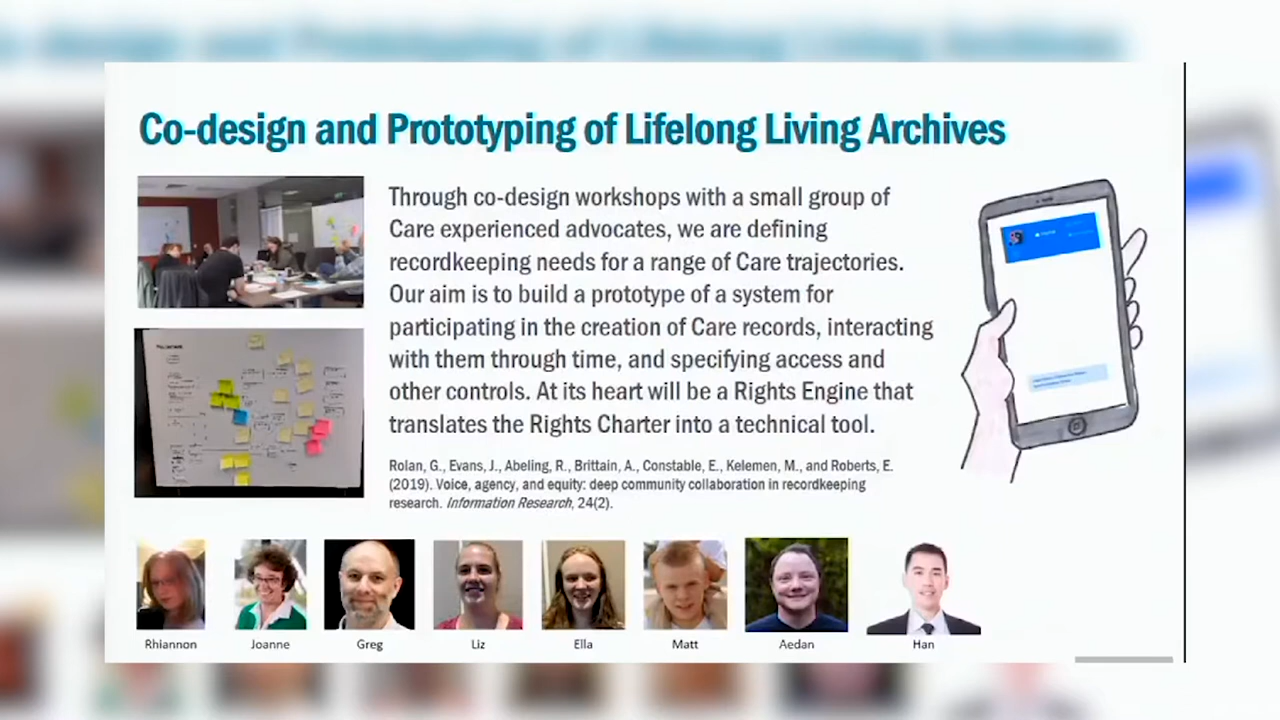 Co-design and Prototyping of Lifelong Living Archives
Through co-design workshops with a small group of
Care experienced advocates, we are defining
recordkeeping needs for a range of Care trajectories.
Our aim is to build a prototype of a system for
participating in the creation of Care records, interacting
with them through time, and specifying access and
other controls. At its heart will be a Rights Engine that
translates the Rights Charter into a technical tool.
Rolan, G., Evans, J., Abeling, R., Brittain, A., Constable, E., Kelemen, M., and Roberts, E.
(2019). Voice, agency, and equity: deep community collaboration in recordkeeping
research. Information Research, 24(2).
Rhiannon
Joanne
Greg
Liz
Ella
Matt
Aedan
Han